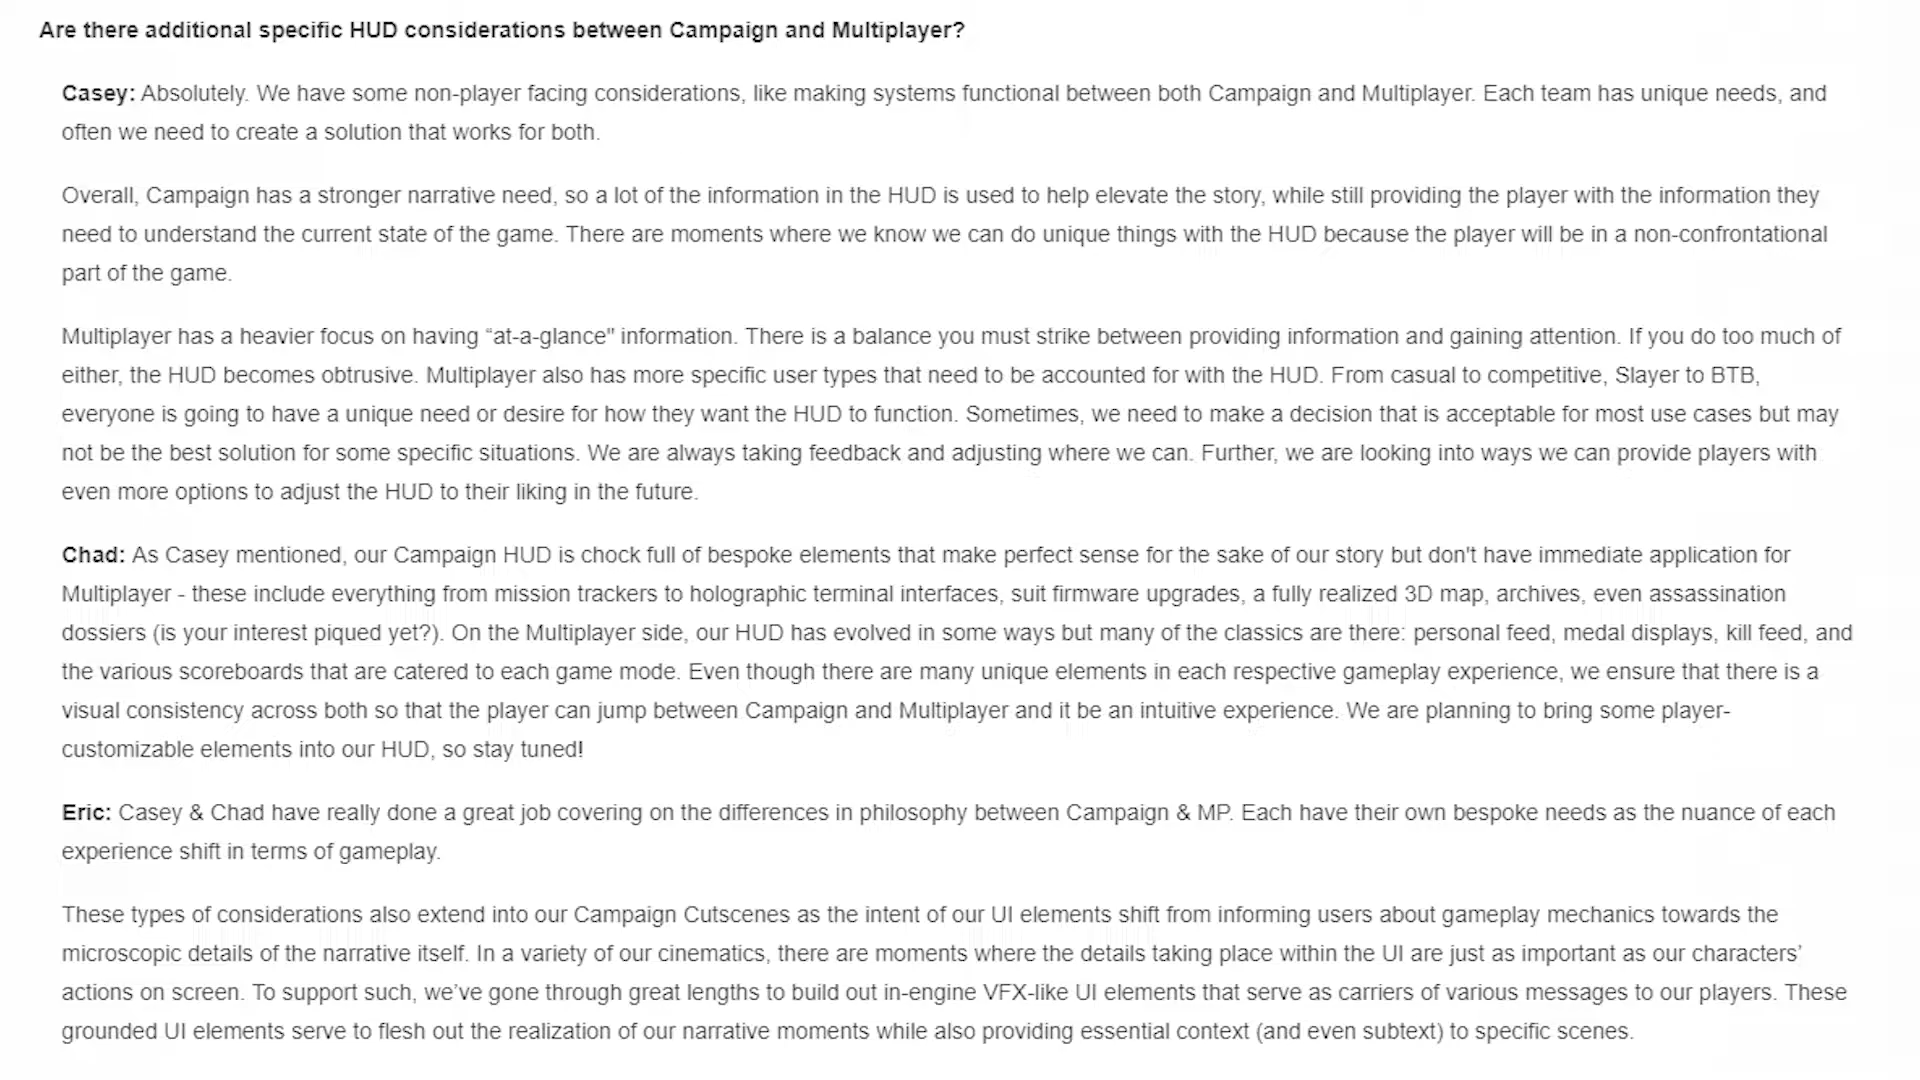 Are there additional specific HUD considerations between Campaign and Multiplayer?
Casey: Absolutely. We have some non-player facing considerations, like making systems functional between both Campaign and Multiplayer. Each team has unique needs, and
often we need to create a solution that works for both.
Overall, Campaign has a stronger narrative need, so a lot of the information in the HUD is used to help elevate the story, while still providing the player with the information they
need to understand the current state of the game. There are moments where we know we can do unique things with the HUD because the player will be in a non-confrontational
part of the game.
Multiplayer has a heavier focus on having “at-a-glance" information. There is a balance you must strike between providing information and gaining attention. If you do too much of
either, the HUD becomes obtrusive. Multiplayer also has more specific user types that need to be accounted for with the HUD. From casual to competitive, Slayer to BTB,
everyone is going to have a unique need or desire for how they want the HUD to function. Sometimes, we need to make a decision that is acceptable for most use cases but may
not be the best solution for some specific situations. We are always taking feedback and adjusting where we can. Further, we are looking into ways we can provide players with
even more options to adjust the HUD to their liking in the future.
Chad: As Casey mentioned, our Campaign HUD is chock full of bespoke elements that make perfect sense for the sake of our story but don't have immediate application for
Multiplayer - these include everything from mission trackers to holographic terminal interfaces, suit firmware upgrades, a fully realized 3D map, archives, even assassination
dossiers (is your interest piqued yet?). On the Multiplayer side, our HUD has evolved in some ways but many of the classics are there: personal feed, medal displays, kill feed, and
the various scoreboards that are catered to each game mode. Even though there are many unique elements in each respective gameplay experience, we ensure that there is a
visual consistency across both so that the player can jump between Campaign and Multiplayer and it be an intuitive experience. We are planning to bring some player-
customizable elements into our HUD, so stay tuned!
Eric: Casey & Chad have really done a great job covering on the differences in philosophy between Campaign & MP. Each have their own bespoke needs as the nuance of each
experience shift in terms of gameplay.
These types of considerations also extend into our Campaign Cutscenes as the intent of our UI elements shift from informing users about gameplay mechanics towards the
microscopic details of the narrative itself. In a variety of our cinematics, there are moments where the details taking place within the UI are just as important as our characters’
actions on screen. To support such, we’ve gone through great lengths to build out in-engine VFX-like UI elements that serve as carriers of various messages to our players. These
grounded UI elements serve to flesh out the realization of our narrative moments while also providing essential context (and even subtext) to specific scenes.